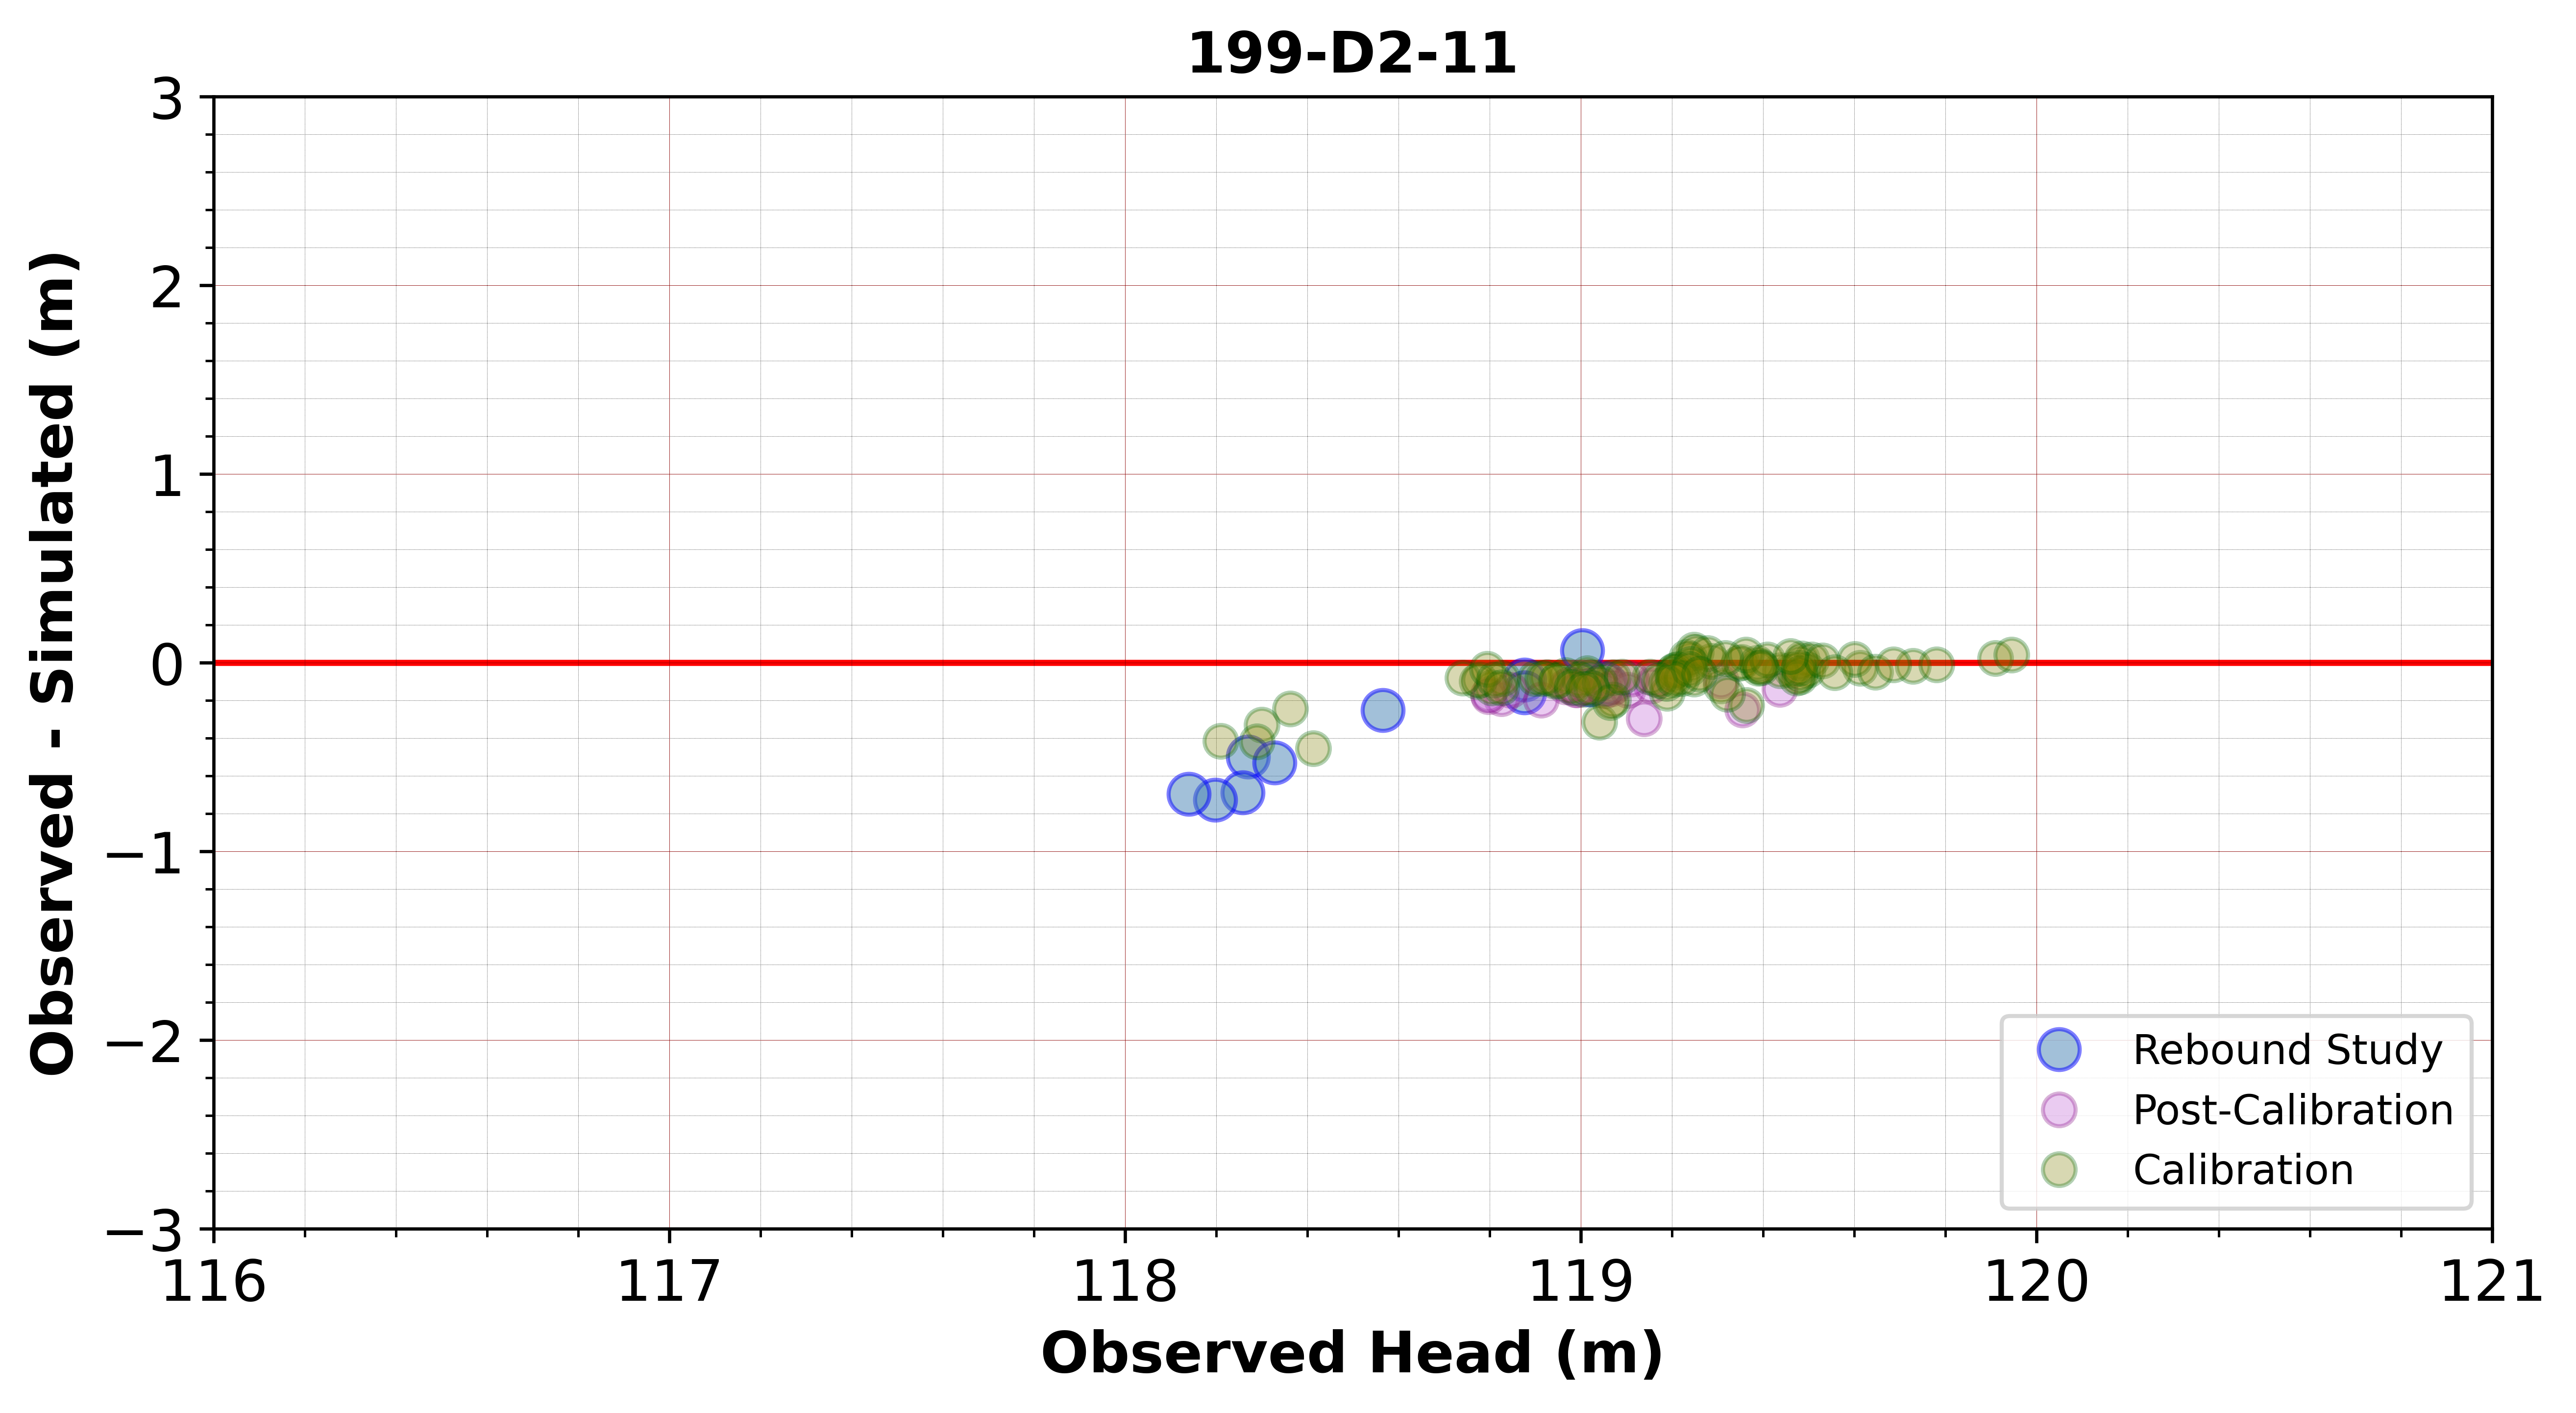 199-D2-11
Observed - Simulated (m)
3
2
1
0
−1
−2
−3
116 117 118 119 120 121
Observed Head (m)
Rebound Study
Post-Calibration
Calibration